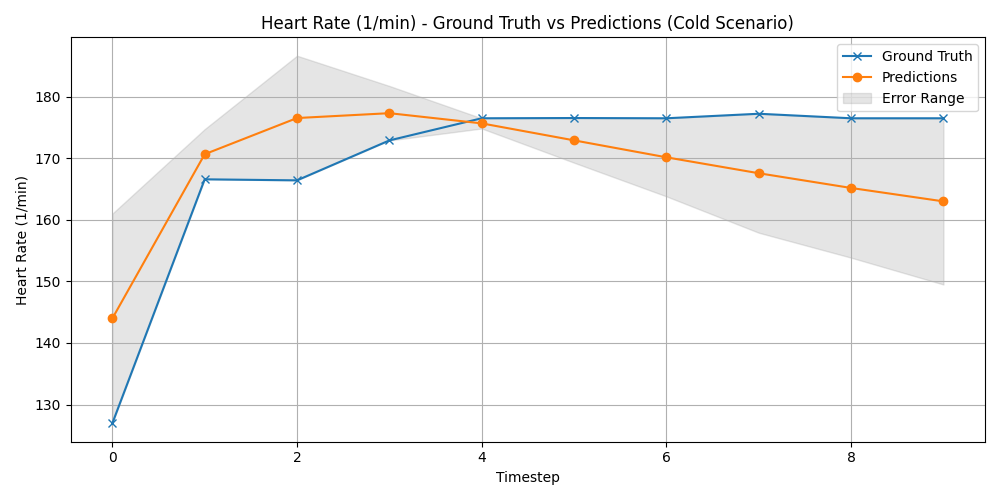 Heart Rate (1/min) - Ground Truth vs Predictions (Cold Scenario)
Ground Truth
Predictions
Error Range
Heart Rate (1/min)
180
170
160
150
140
130
0
2
4
6
8
Timestep